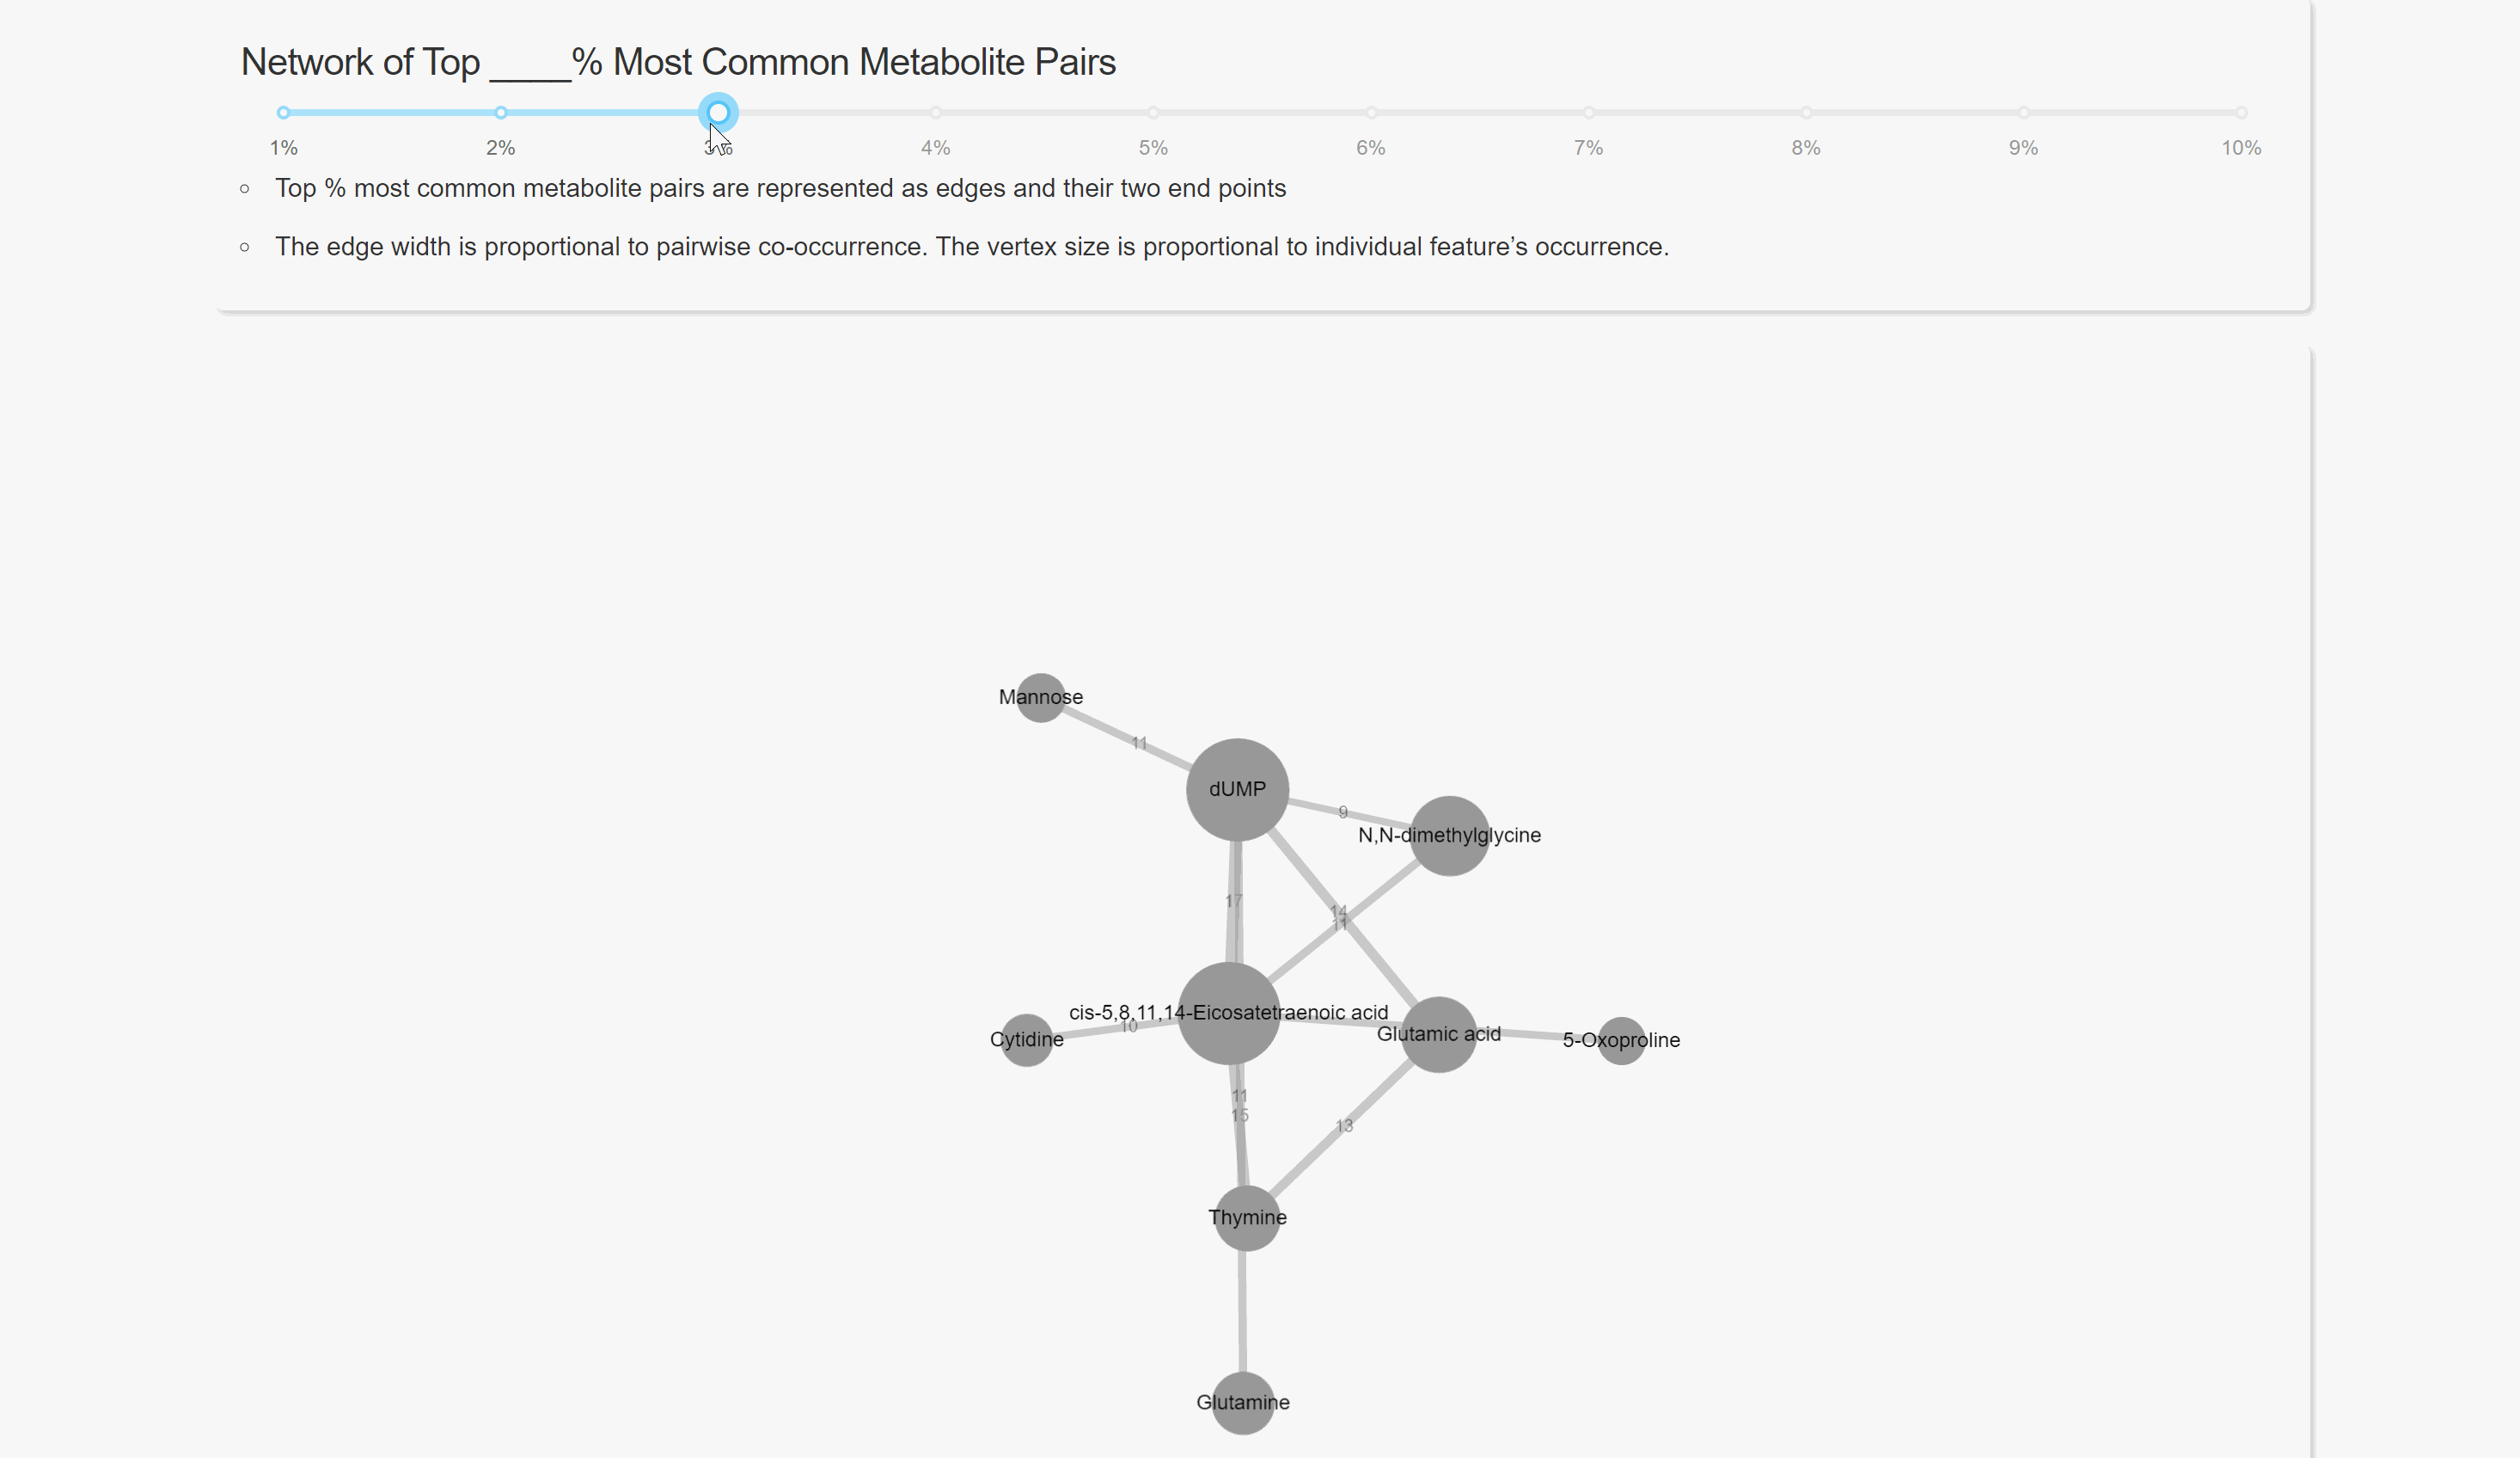 Network of Top ____% Most Common Metabolite Pairs
1% 2% 3% 4% 5% 6% 7% 8% 9% 10%
Top % most common metabolite pairs are represented as edges and their two end points
The edge width is proportional to pairwise co-occurrence. The vertex size is proportional to individual feature’s occurrence.
Mannose
11
dUMP
9
N,N-dimethylglycine
17
14
11
cis-5,8,11,14-Eicosatetraenoic acid
10
Cytidine
Glutamic acid
5-Oxoproline
11
15
13
Thymine
Glutamine